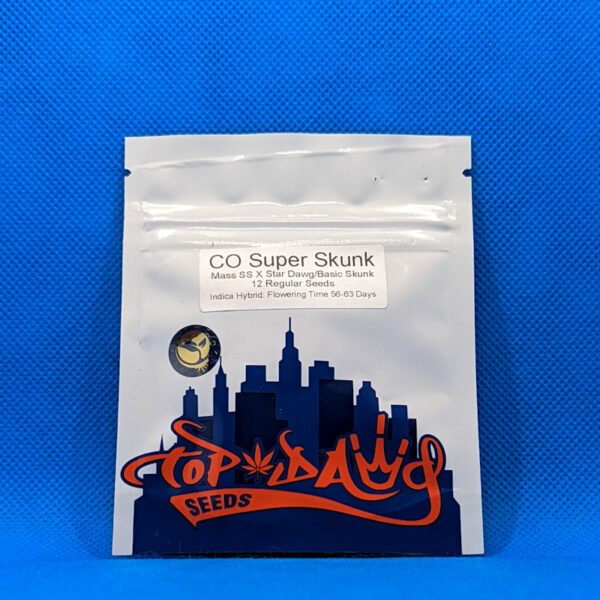 CO Super Skunk
Mass SS X Star Dawg/Basic Skunk
12 Regular Seeds
Indica Hybrid: Flowering Time 56-63 Days
TOP DAWG
SEEDS